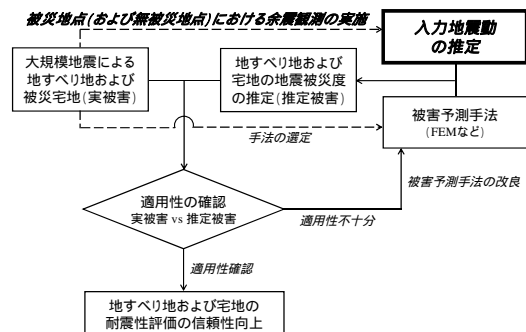 被災地点(および無被災地点)における余震観測の実施
入力地震動
の推定
大規模地震による
地すべり地および
被災宅地(実被害)
地すべり地および
宅地の地震被災度
の推定(推定被害)
被害予測手法
(FEMなど)
手法の選定
適用性の確認
実被害 vs 推定被害
被害予測手法の改良
適用性不十分
適用性確認
地すべり地および宅地の
耐震性評価の信頼性向上